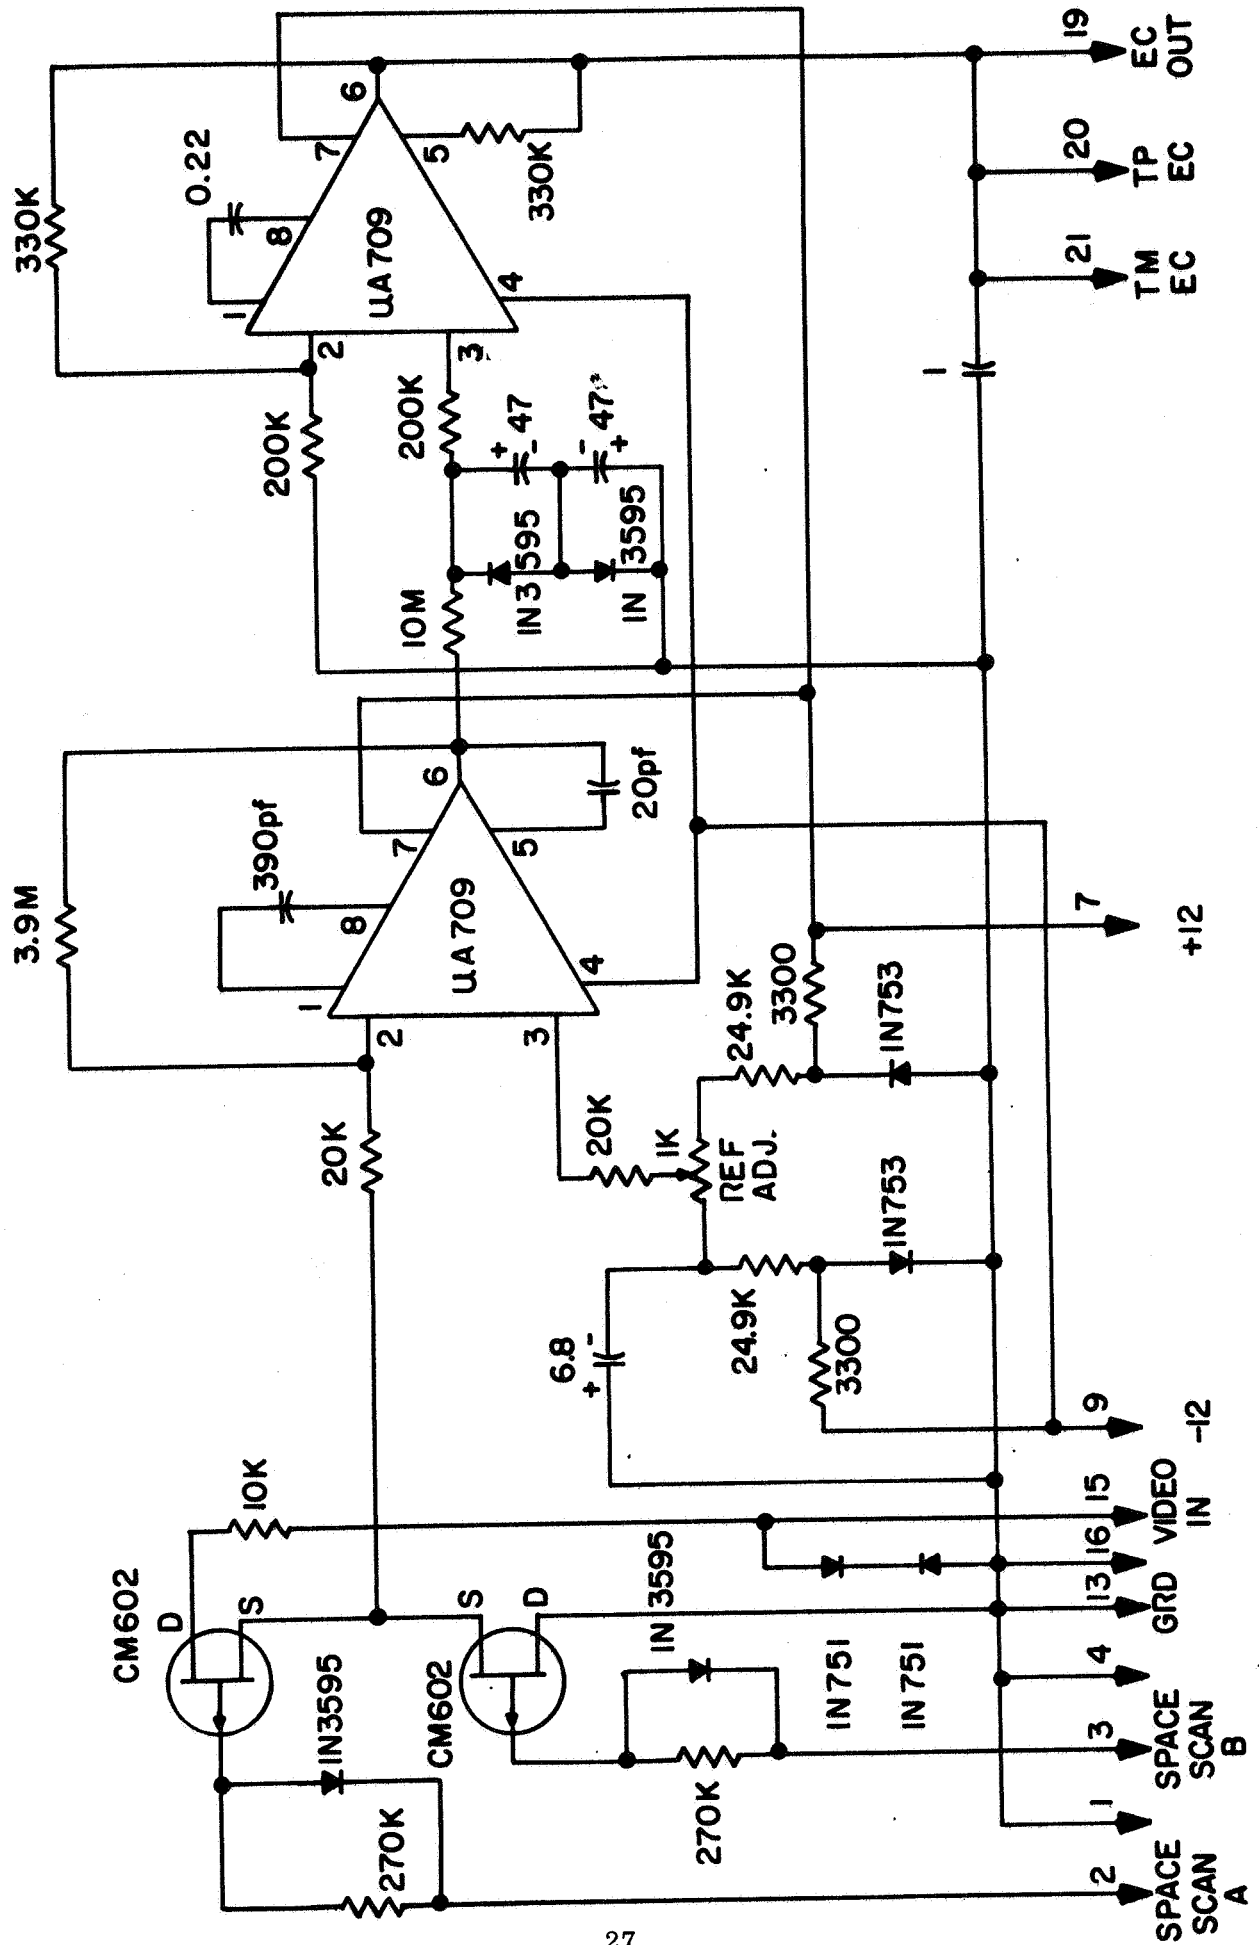 330K
0.22
7
6
8
1
UA709
5
330K
4
2
3
200K
200K
+ 47
-
- 47
+
10M
IN3595
IN 3595
1
19
EC
OUT
20
TP
EC
21
TM
EC
3.9M
390pf
7
6
8
1
UA709
5
20pf
4
2
3
20K
20K
1K
REF
ADJ.
24.9K
3300
IN753
7
+12
6.8
-
+
24.9K
3300
IN753
9
-12
10K
CM602
D
S
IN3595
270K
CM602
S
D
IN 3595
270K
IN751
IN751
15
16
VIDEO
IN
13
GRD
4
3
SPACE
SCAN
B
1
2
SPACE
SCAN
A
27